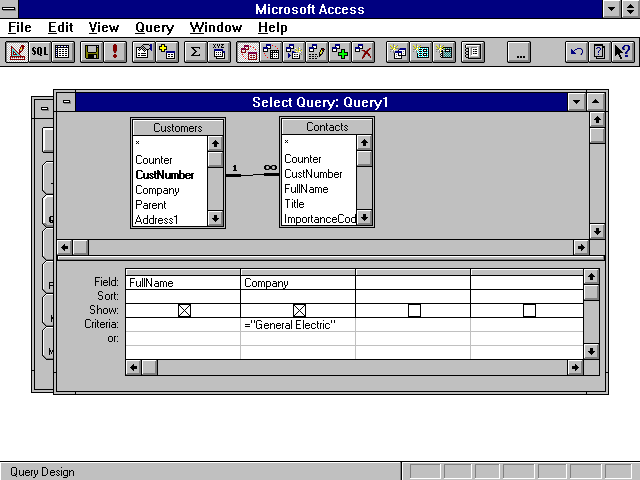 Microsoft Access
File Edit View Query Window Help
SQL Σ XYZ ...
Select Query: Query1
Customers
*
Counter
CustNumber
Company
Parent
Address1
1 ∞
Contacts
*
Counter
CustNumber
FullName
Title
ImportanceCod
Field: FullName Company
Sort:
Show:
Criteria: ="General Electric"
or:
Query Design